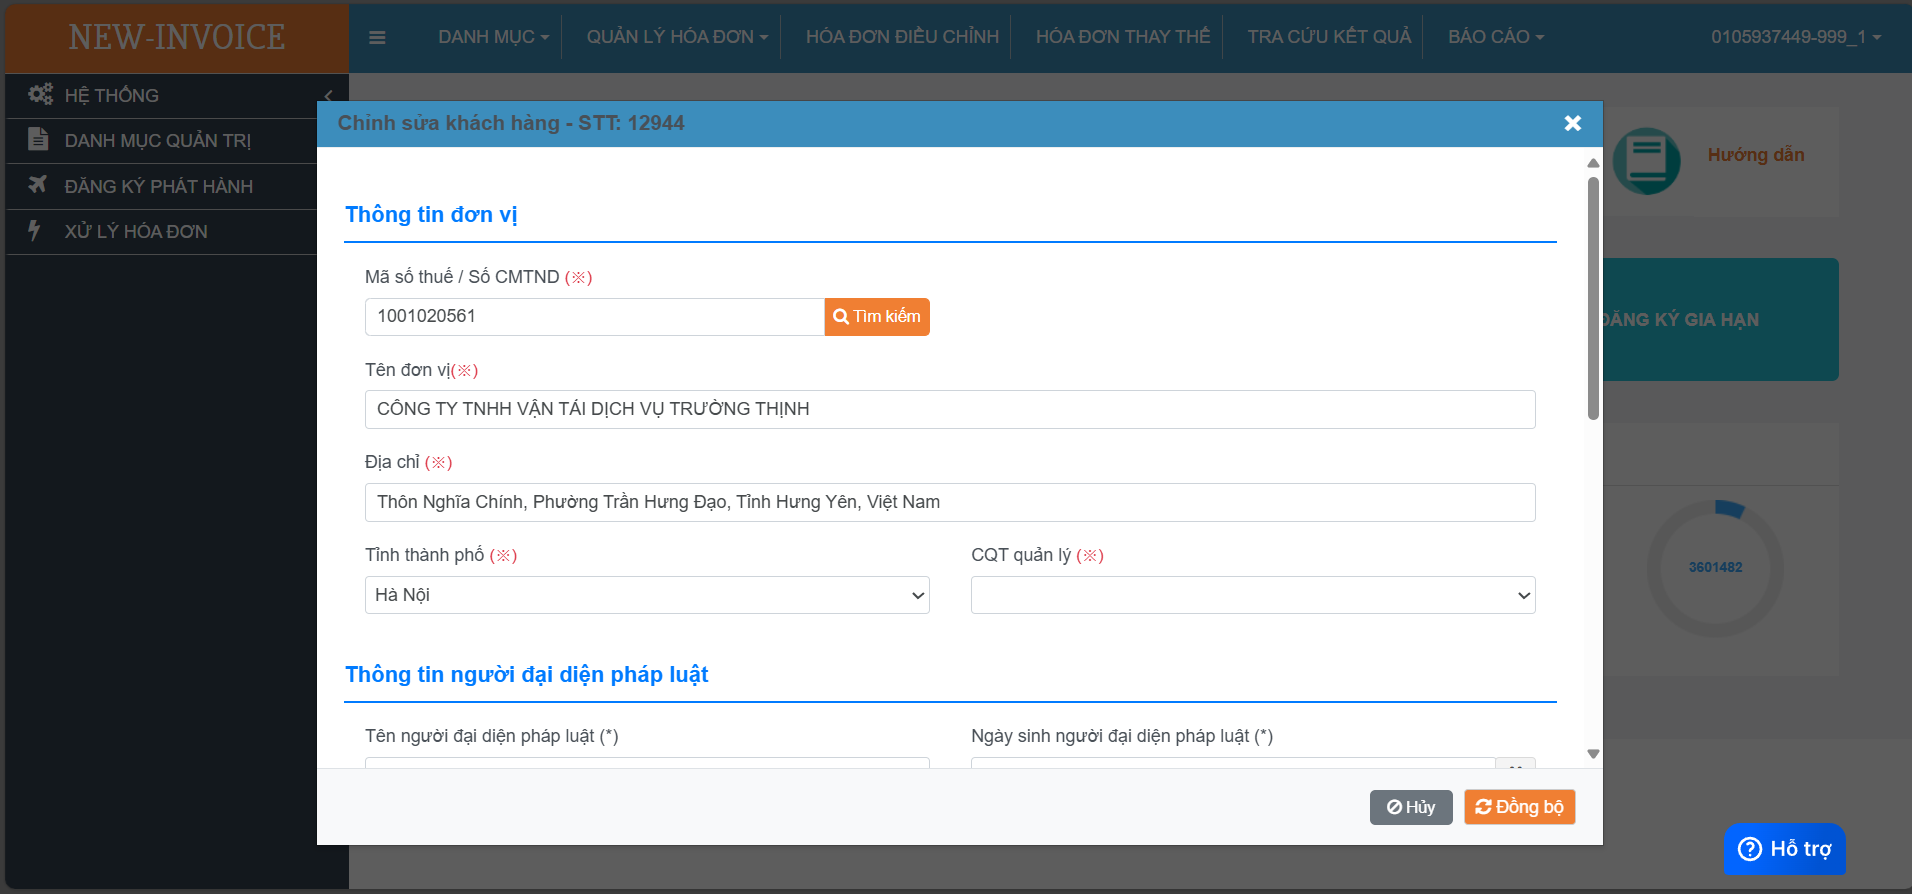 NEW-INVOICE
DANH MỤC
QUẢN LÝ HÓA ĐƠN
HÓA ĐƠN ĐIỀU CHỈNH
HÓA ĐƠN THAY THẾ
TRA CỨU KẾT QUẢ
BÁO CÁO
0105937449-999_1
HỆ THỐNG
DANH MỤC QUẢN TRỊ
ĐĂNG KÝ PHÁT HÀNH
XỬ LÝ HÓA ĐƠN
Chỉnh sửa khách hàng - STT: 12944
Hướng dẫn
Thông tin đơn vị
Mã số thuế / Số CMTND (※)
1001020561
Tìm kiếm
ĐĂNG KÝ GIA HẠN
Tên đơn vị(※)
CÔNG TY TNHH VẬN TẢI DỊCH VỤ TRƯỜNG THỊNH
Địa chỉ (※)
Thôn Nghĩa Chính, Phường Trần Hưng Đạo, Tỉnh Hưng Yên, Việt Nam
Tỉnh thành phố (※)
CQT quản lý (※)
Hà Nội
3601482
Thông tin người đại diện pháp luật
Tên người đại diện pháp luật (*)
Ngày sinh người đại diện pháp luật (*)
Hủy
Đồng bộ
Hỗ trợ